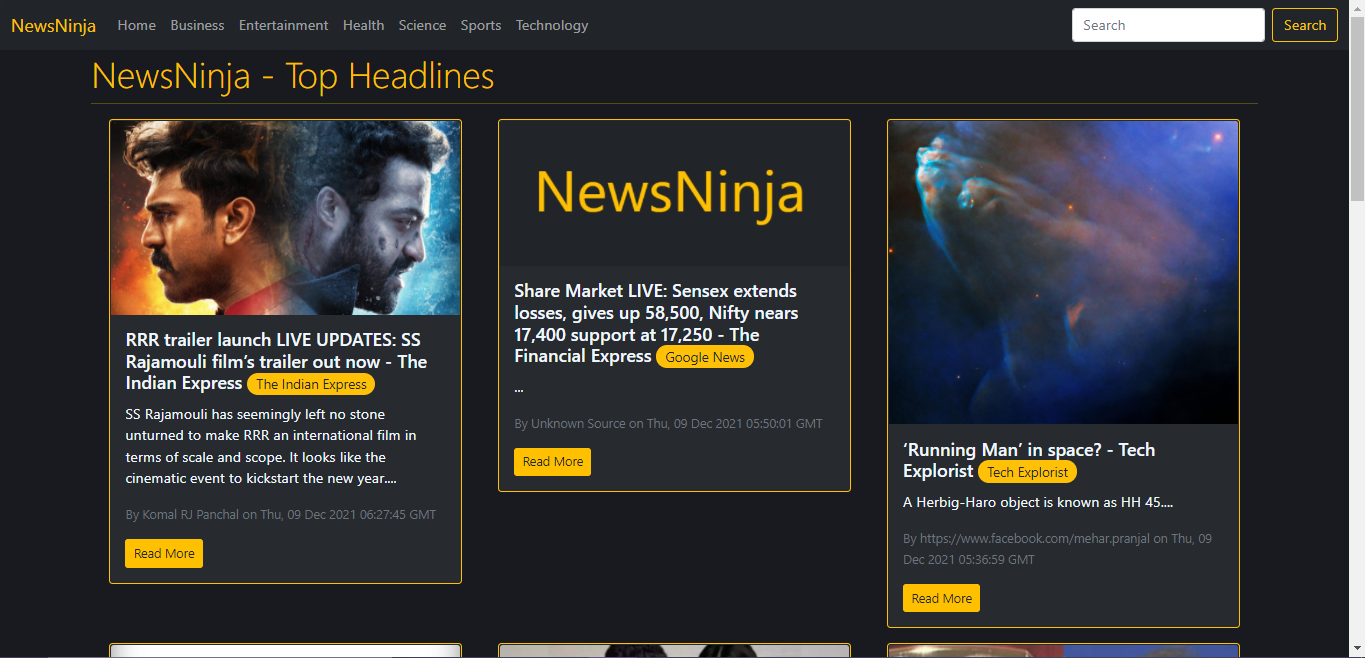 NewsNinja Home Business Entertainment Health Science Sports Technology Search Search
NewsNinja - Top Headlines
RRR trailer launch LIVE UPDATES: SS
Rajamouli film’s trailer out now - The
Indian Express The Indian Express
SS Rajamouli has seemingly left no stone
unturned to make RRR an international film in
terms of scale and scope. It looks like the
cinematic event to kickstart the new year....
By Komal RJ Panchal on Thu, 09 Dec 2021 06:27:45 GMT
Read More
NewsNinja
Share Market LIVE: Sensex extends
losses, gives up 58,500, Nifty nears
17,400 support at 17,250 - The
Financial Express Google News
...
By Unknown Source on Thu, 09 Dec 2021 05:50:01 GMT
Read More
‘Running Man’ in space? - Tech
Explorist Tech Explorist
A Herbig-Haro object is known as HH 45....
By https://www.facebook.com/mehar.pranjal on Thu, 09
Dec 2021 05:36:59 GMT
Read More